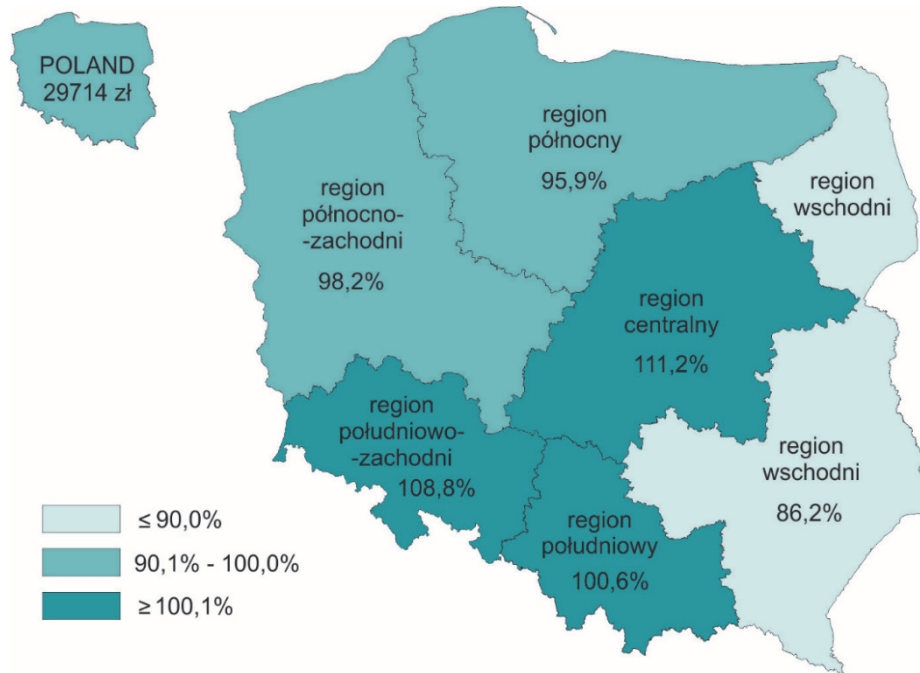 POLAND
29714 zł
region
północny
95,9%
region
wschodni
region
północno-
-zachodni
98,2%
region
centralny
111,2%
region
południowo-
-zachodni
108,8%
region
wschodni
86,2%
region
południowy
100,6%
≤ 90,0%
90,1% - 100,0%
≥ 100,1%